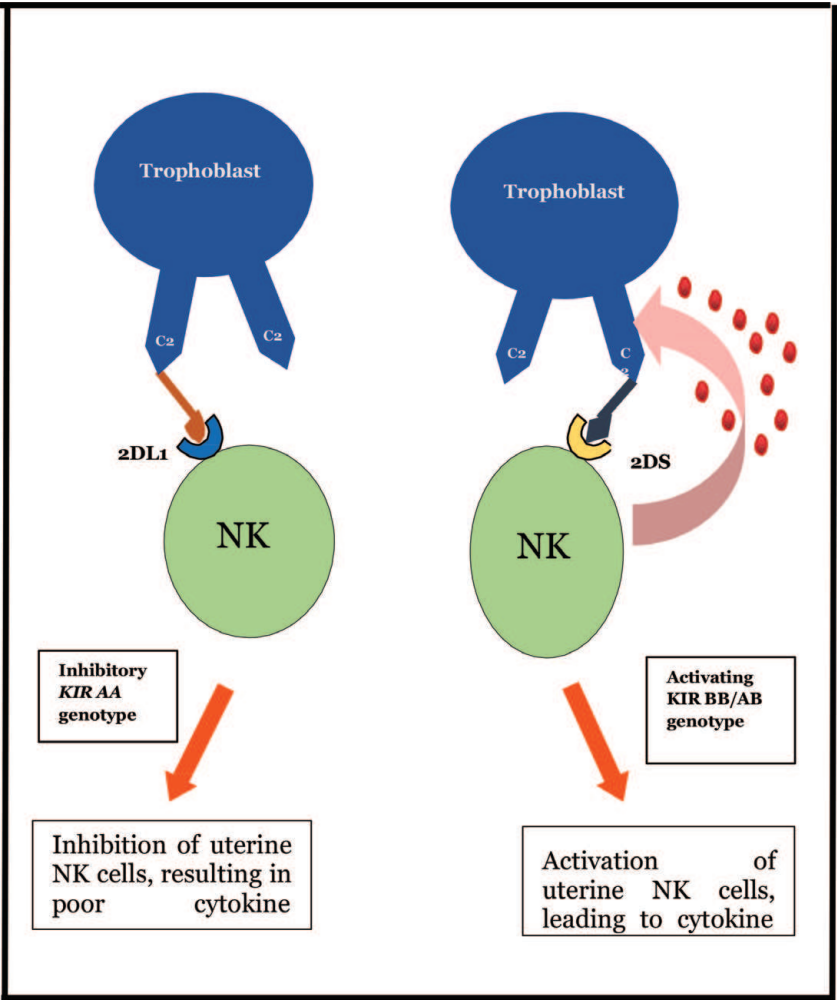 Trophoblast
C2
C2
2DL1
NK
Inhibitory
KIR AA
genotype
Inhibition of uterine
NK cells, resulting in
poor cytokine
Trophoblast
C2
C
2
2DS
NK
Activating
KIR BB/AB
genotype
Activation of
uterine NK cells,
leading to cytokine